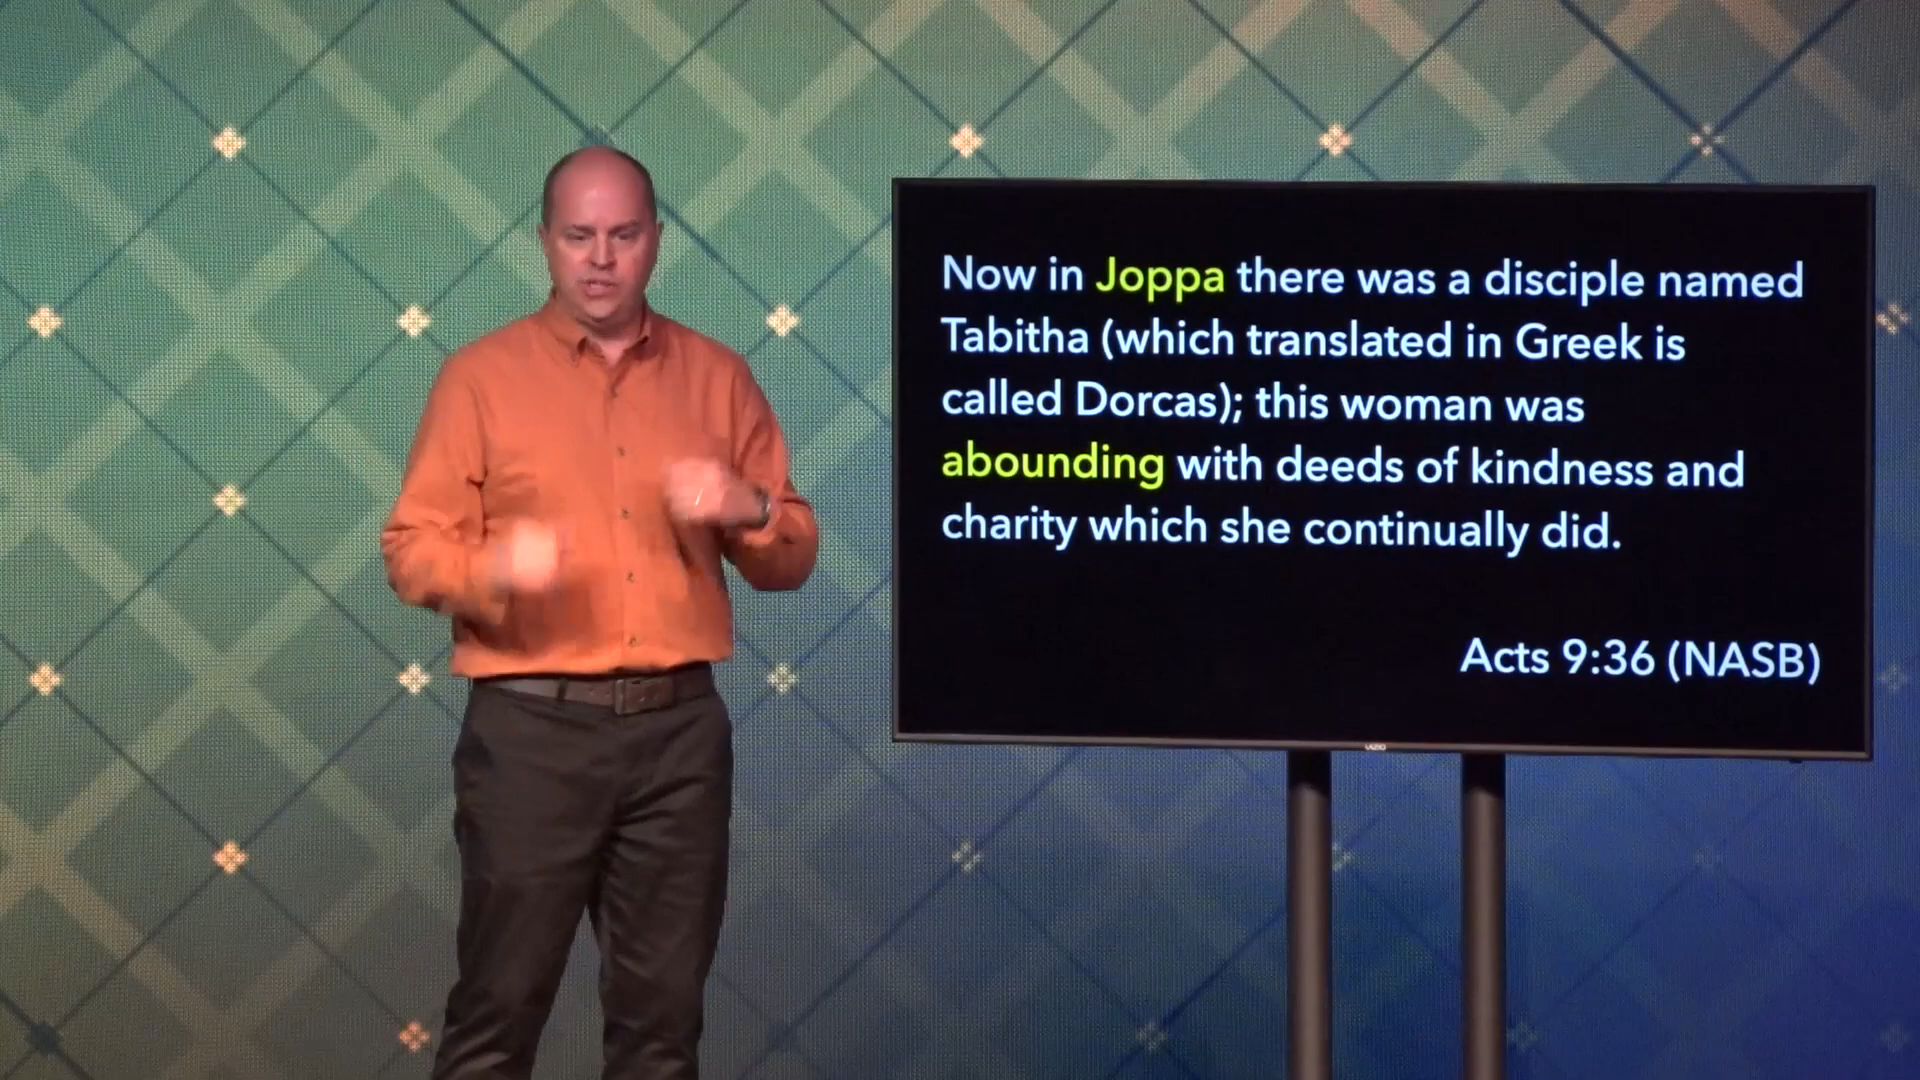 Now in Joppa there was a disciple named
Tabitha (which translated in Greek is
called Dorcas); this woman was
abounding with deeds of kindness and
charity which she continually did.
Acts 9:36 (NASB)
VIZIO